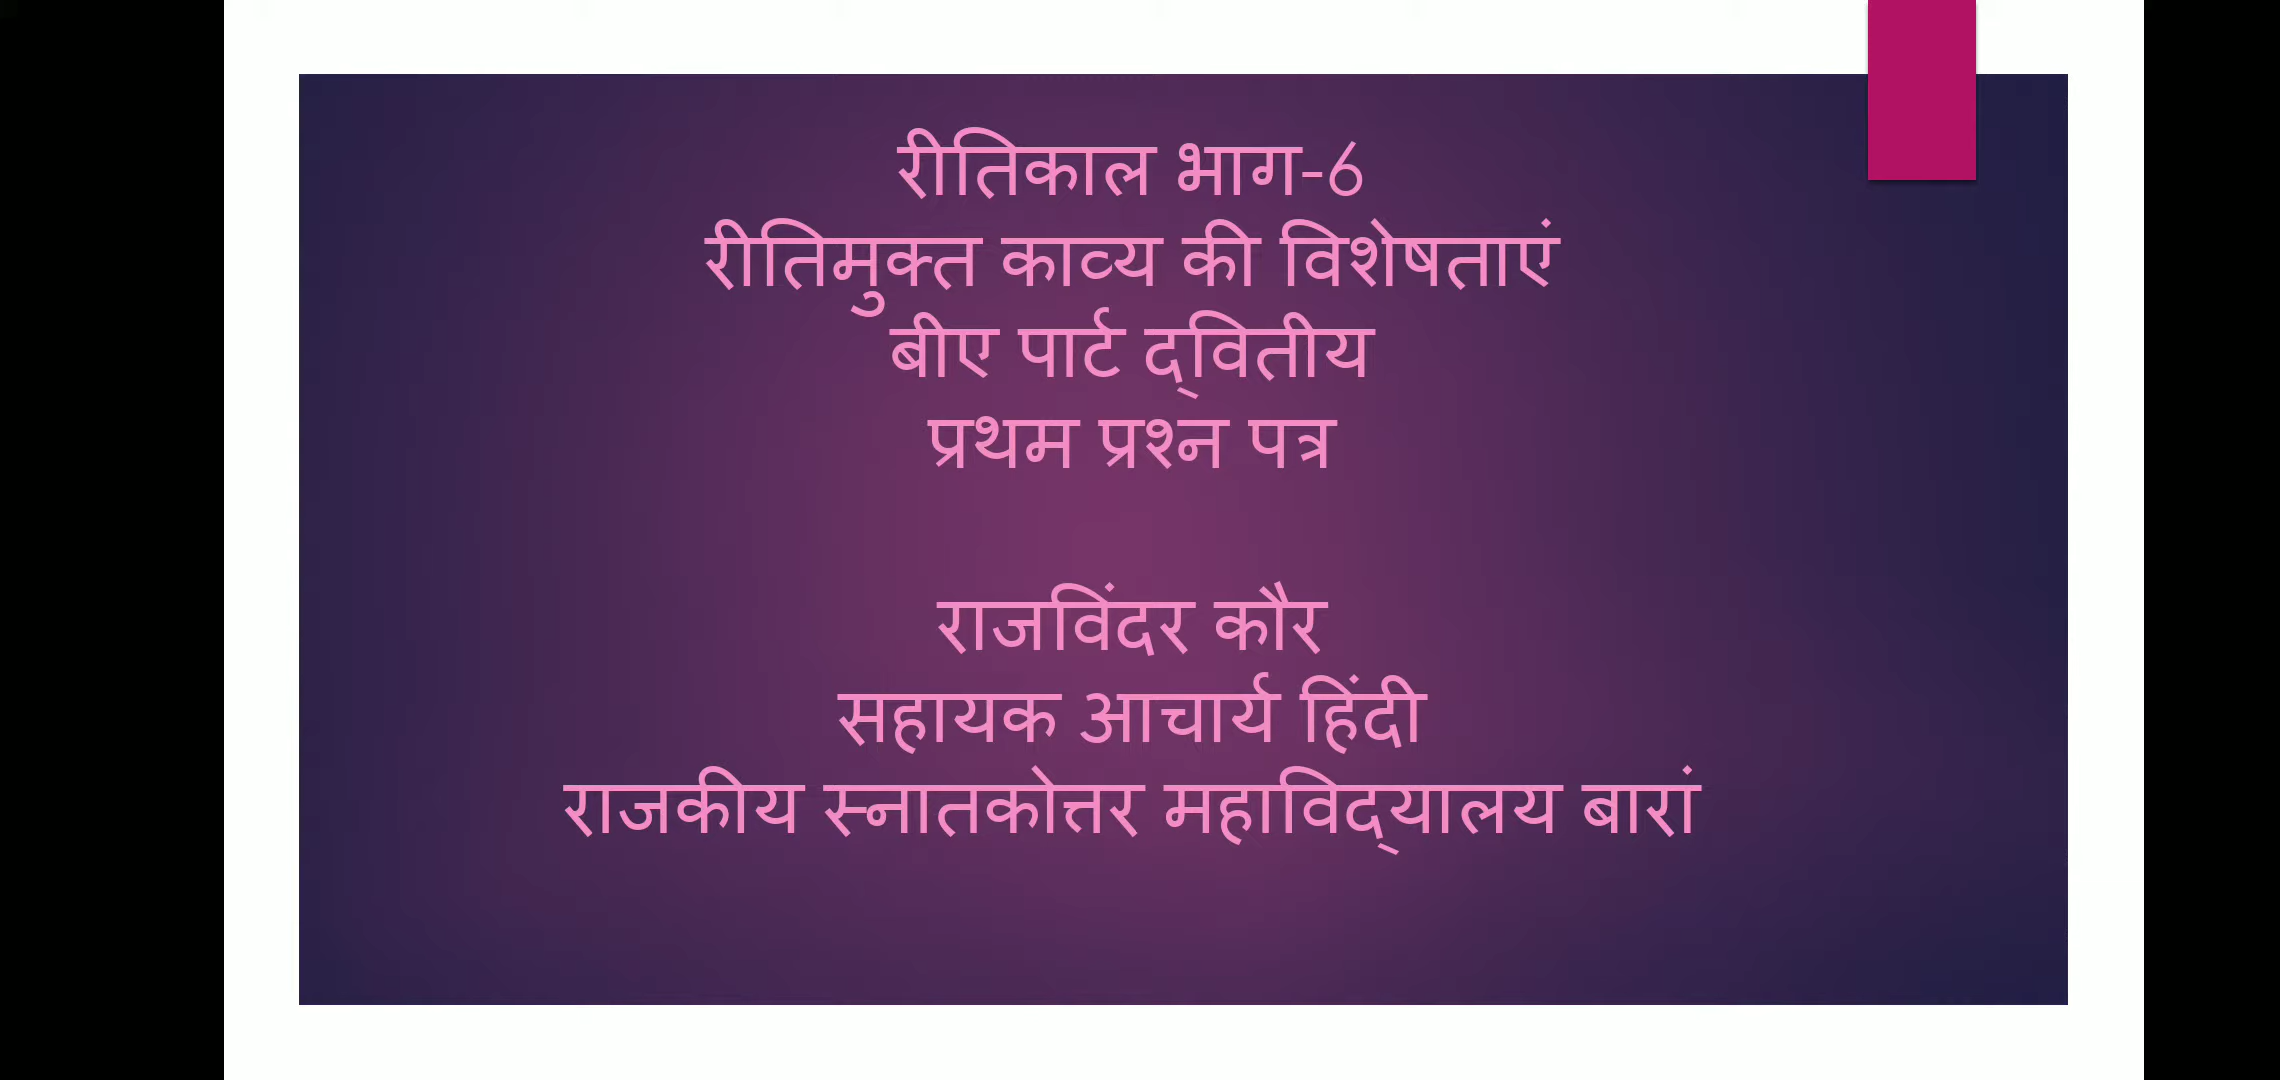 रीतिकाल भाग-6
रीतिमुक्त काव्य की विशेषताएं
बीए पार्ट द्वितीय
प्रथम प्रश्न पत्र
राजविंदर कौर
सहायक आचार्य हिंदी
राजकीय स्नातकोत्तर महाविद्यालय बारां